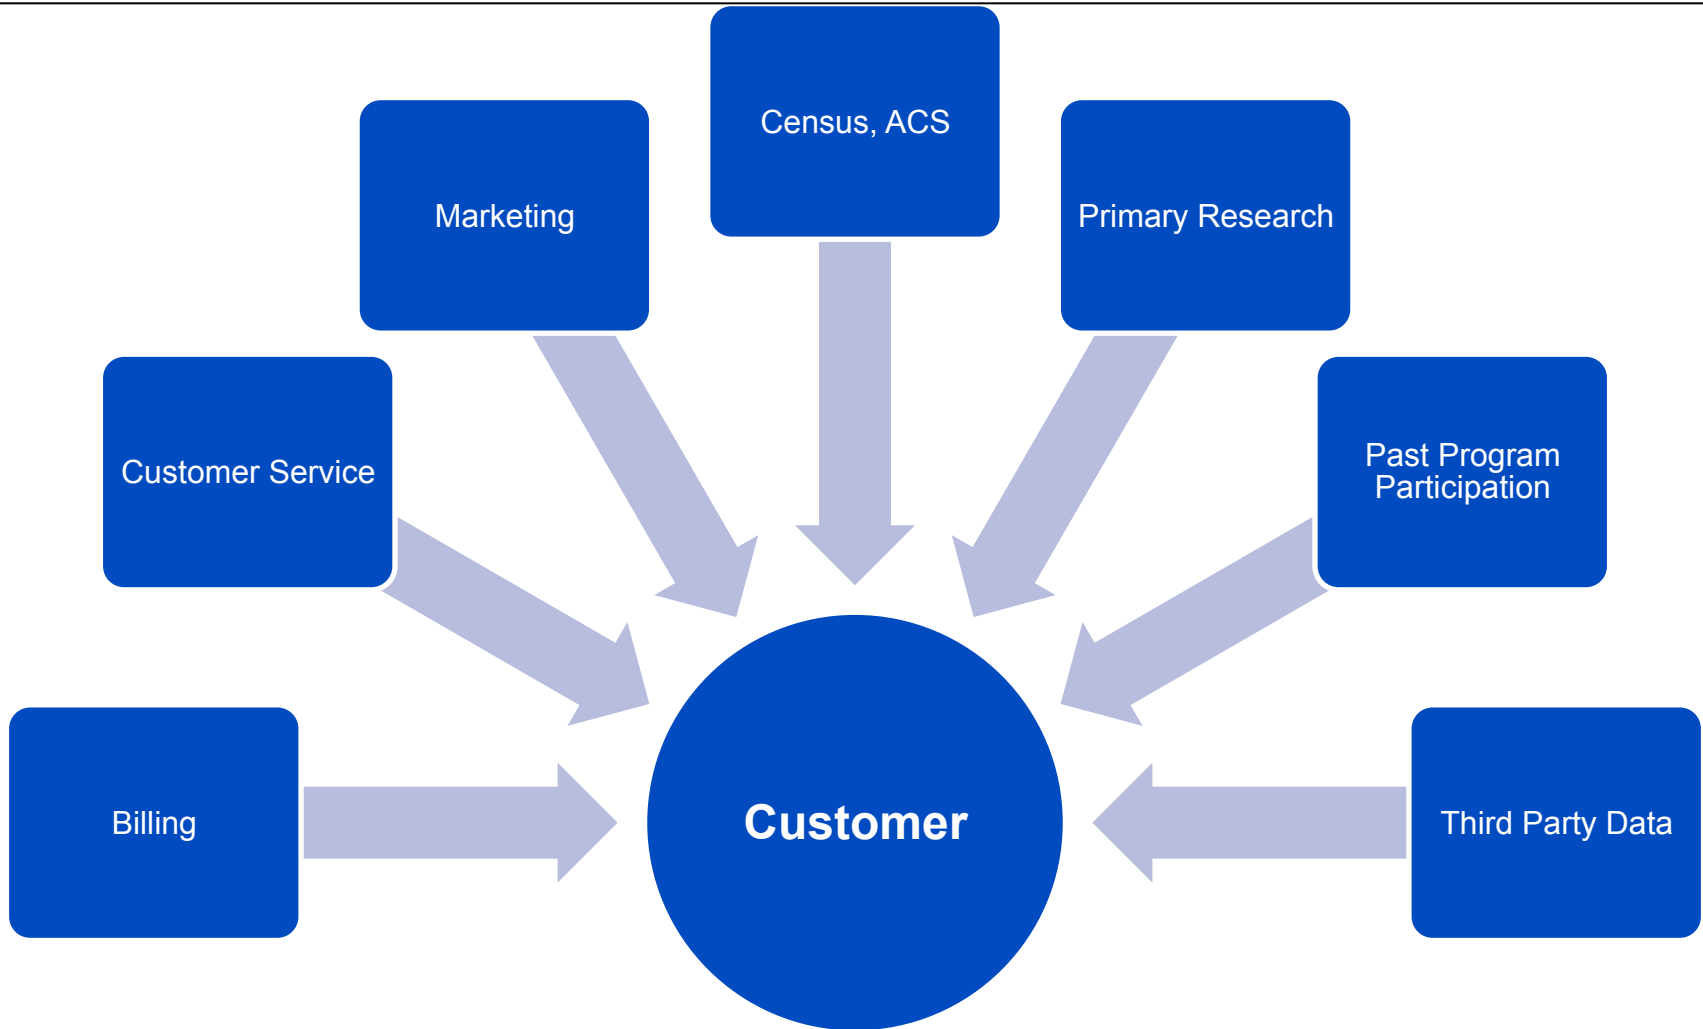 Census, ACS
Marketing
Primary Research
Customer Service
Past Program
Participation
Billing
Customer
Third Party Data